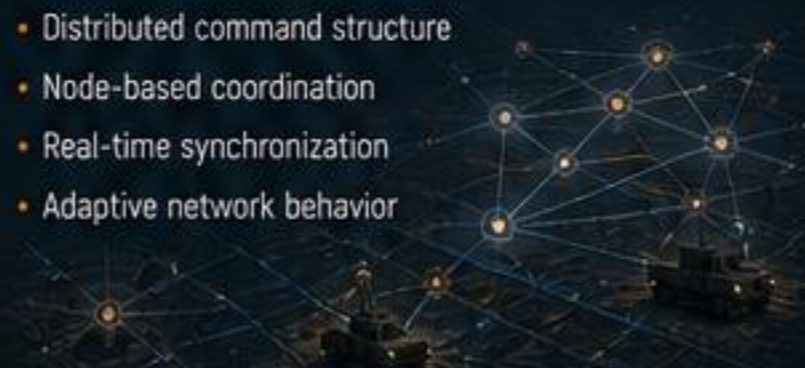 • Distributed command structure
• Node-based coordination
• Real-time synchronization
• Adaptive network behavior